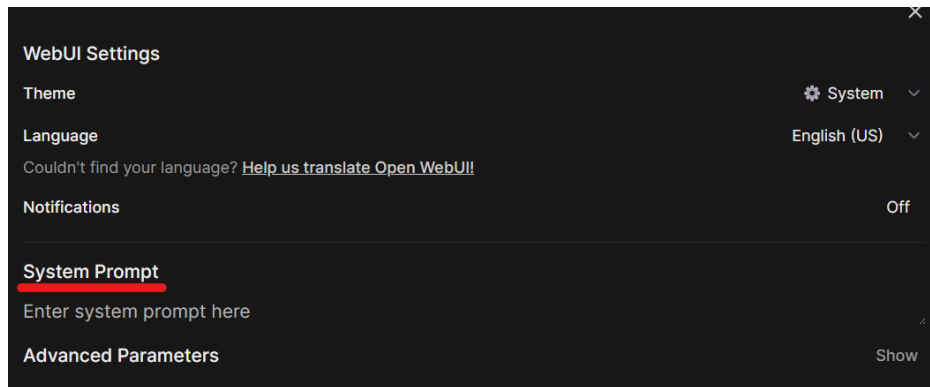 WebUI Settings
Theme System
Language English (US)
Couldn't find your language? Help us translate Open WebUI!
Notifications Off
System Prompt
Enter system prompt here
Advanced Parameters Show